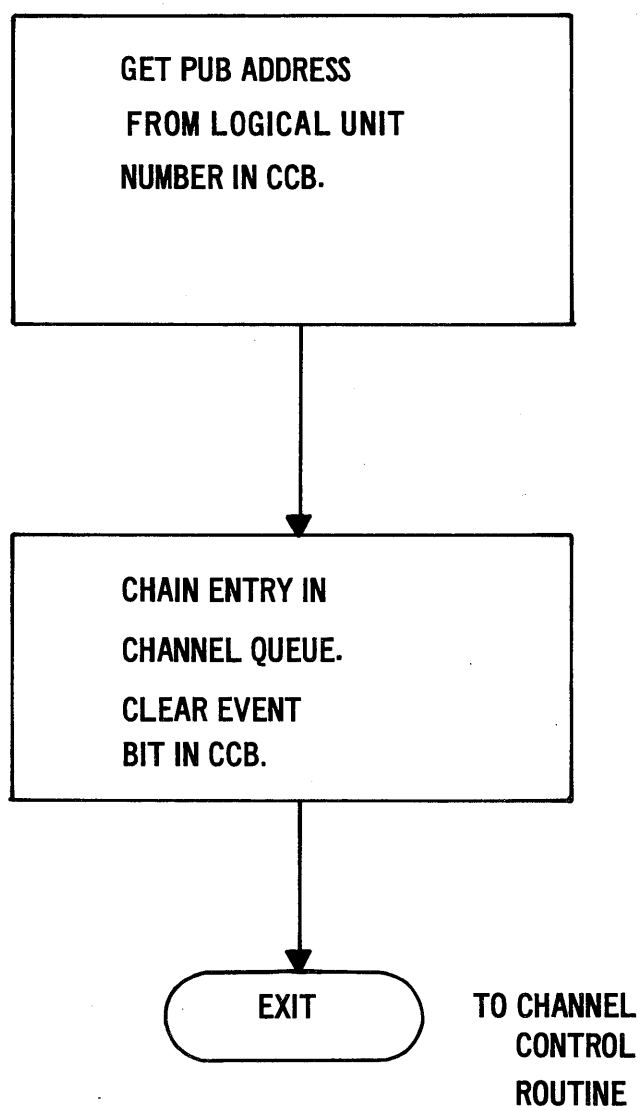 GET PUB ADDRESS
FROM LOGICAL UNIT
NUMBER IN CCB.
CHAIN ENTRY IN
CHANNEL QUEUE.
CLEAR EVENT
BIT IN CCB.
EXIT
TO CHANNEL
CONTROL
ROUTINE